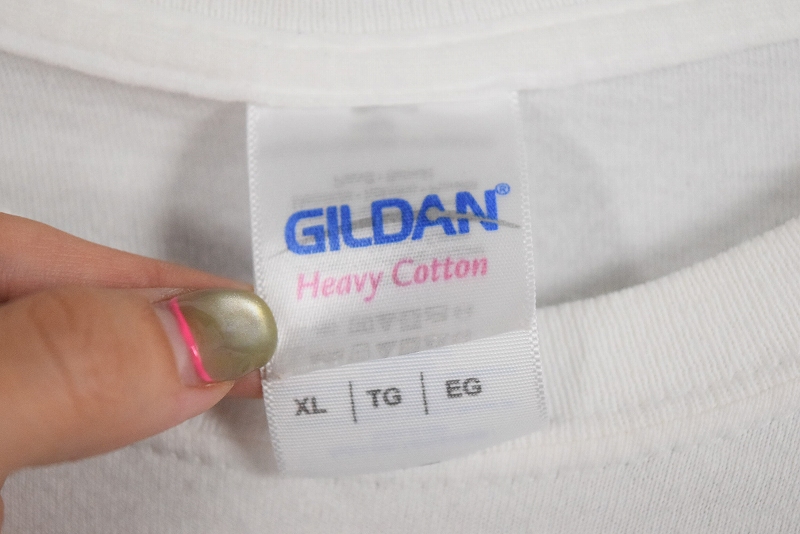 GILDAN®
Heavy Cotton
XL | TG | EG